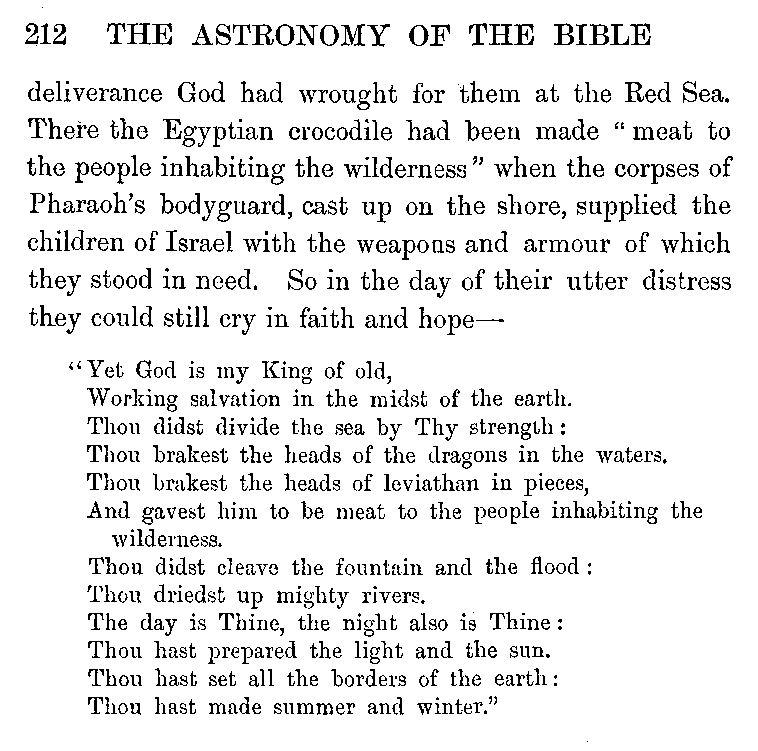 212 THE ASTRONOMY OF THE BIBLE
deliverance God had wrought for them at the Red Sea.
There the Egyptian crocodile had been made “meat to
the people inhabiting the wilderness” when the corpses of
Pharaoh’s bodyguard, cast up on the shore, supplied the
children of Israel with the weapons and armour of which
they stood in need. So in the day of their utter distress
they could still cry in faith and hope—
“Yet God is my King of old,
Working salvation in the midst of the earth.
Thou didst divide the sea by Thy strength:
Thou brakest the heads of the dragons in the waters.
Thou brakest the heads of leviathan in pieces,
And gavest him to be meat to the people inhabiting the
wilderness.
Thou didst cleave the fountain and the flood:
Thou driedst up mighty rivers.
The day is Thine, the night also is Thine:
Thou hast prepared the light and the sun.
Thou hast set all the borders of the earth:
Thou hast made summer and winter.”